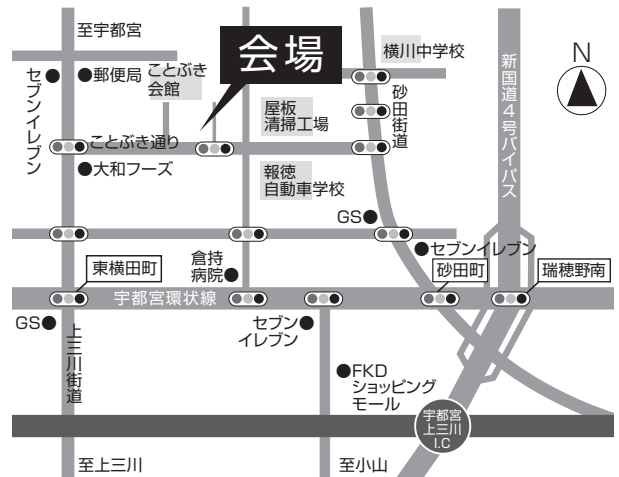 至宇都宮
セブンイレブン
郵便局
ことぶき
会館
会場
横川中学校
砂田街道
新国道4号バイパス
N
屋板
清掃工場
ことぶき通り
大和フーズ
報徳
自動車学校
GS
セブンイレブン
東横田町
倉持
病院
砂田町
瑞穂野南
宇都宮環状線
GS
上三川街道
セブン
イレブン
FKD
ショッピング
モール
宇都宮
上三川
I.C
至上三川
至小山